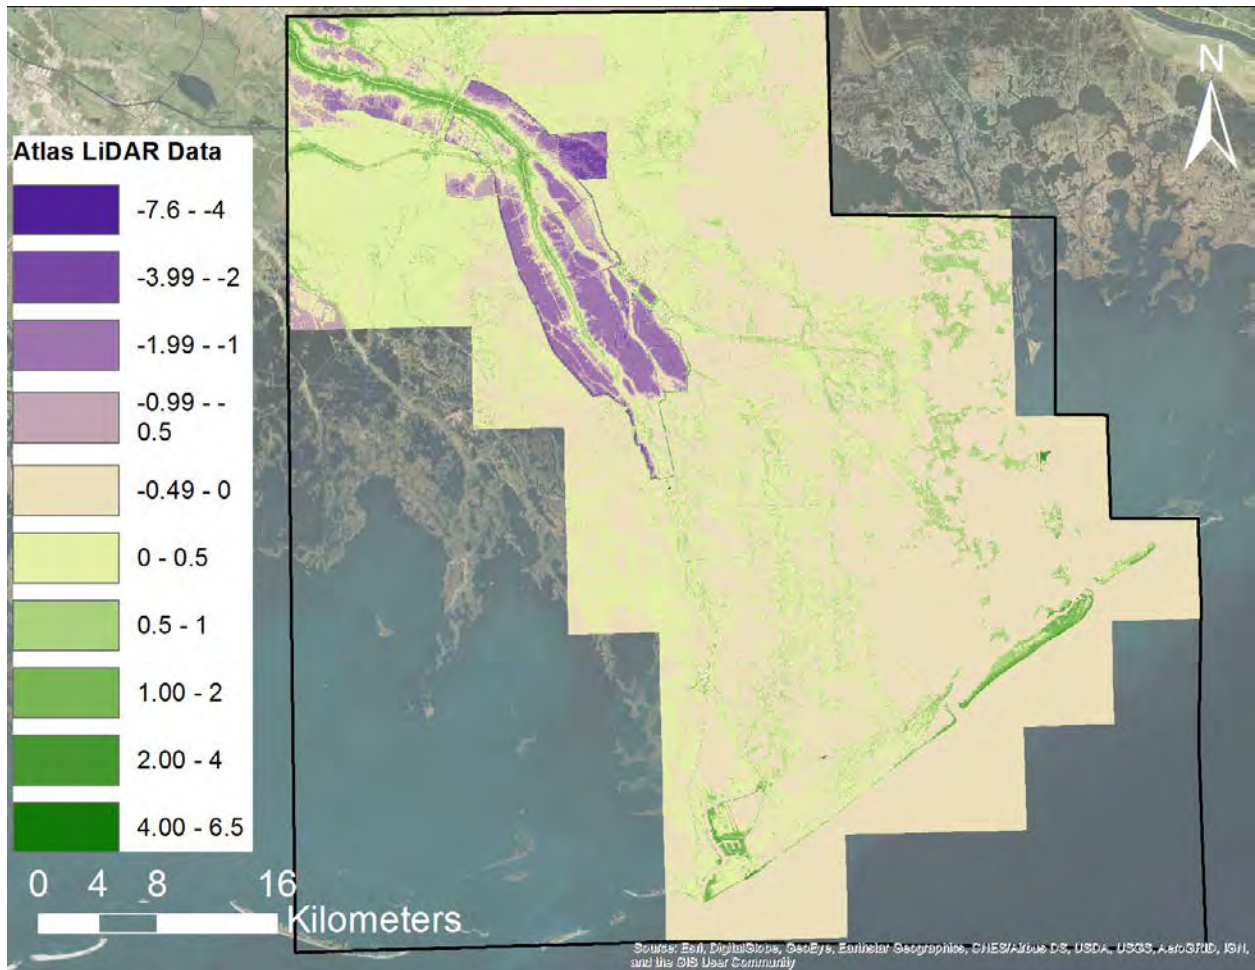 N
Atlas LiDAR Data
-7.6 - -4
-3.99 - -2
-1.99 - -1
-0.99 - -
0.5
-0.49 - 0
0 - 0.5
0.5 - 1
1.00 - 2
2.00 - 4
4.00 - 6.5
0 4 8 16
Kilometers
Source: Esri, DigitalGlobe, GeoEye, Earthstar Geographics, CNES/Airbus DS, USDA, USGS, AeroGRID, IGN,
and the GIS User Community